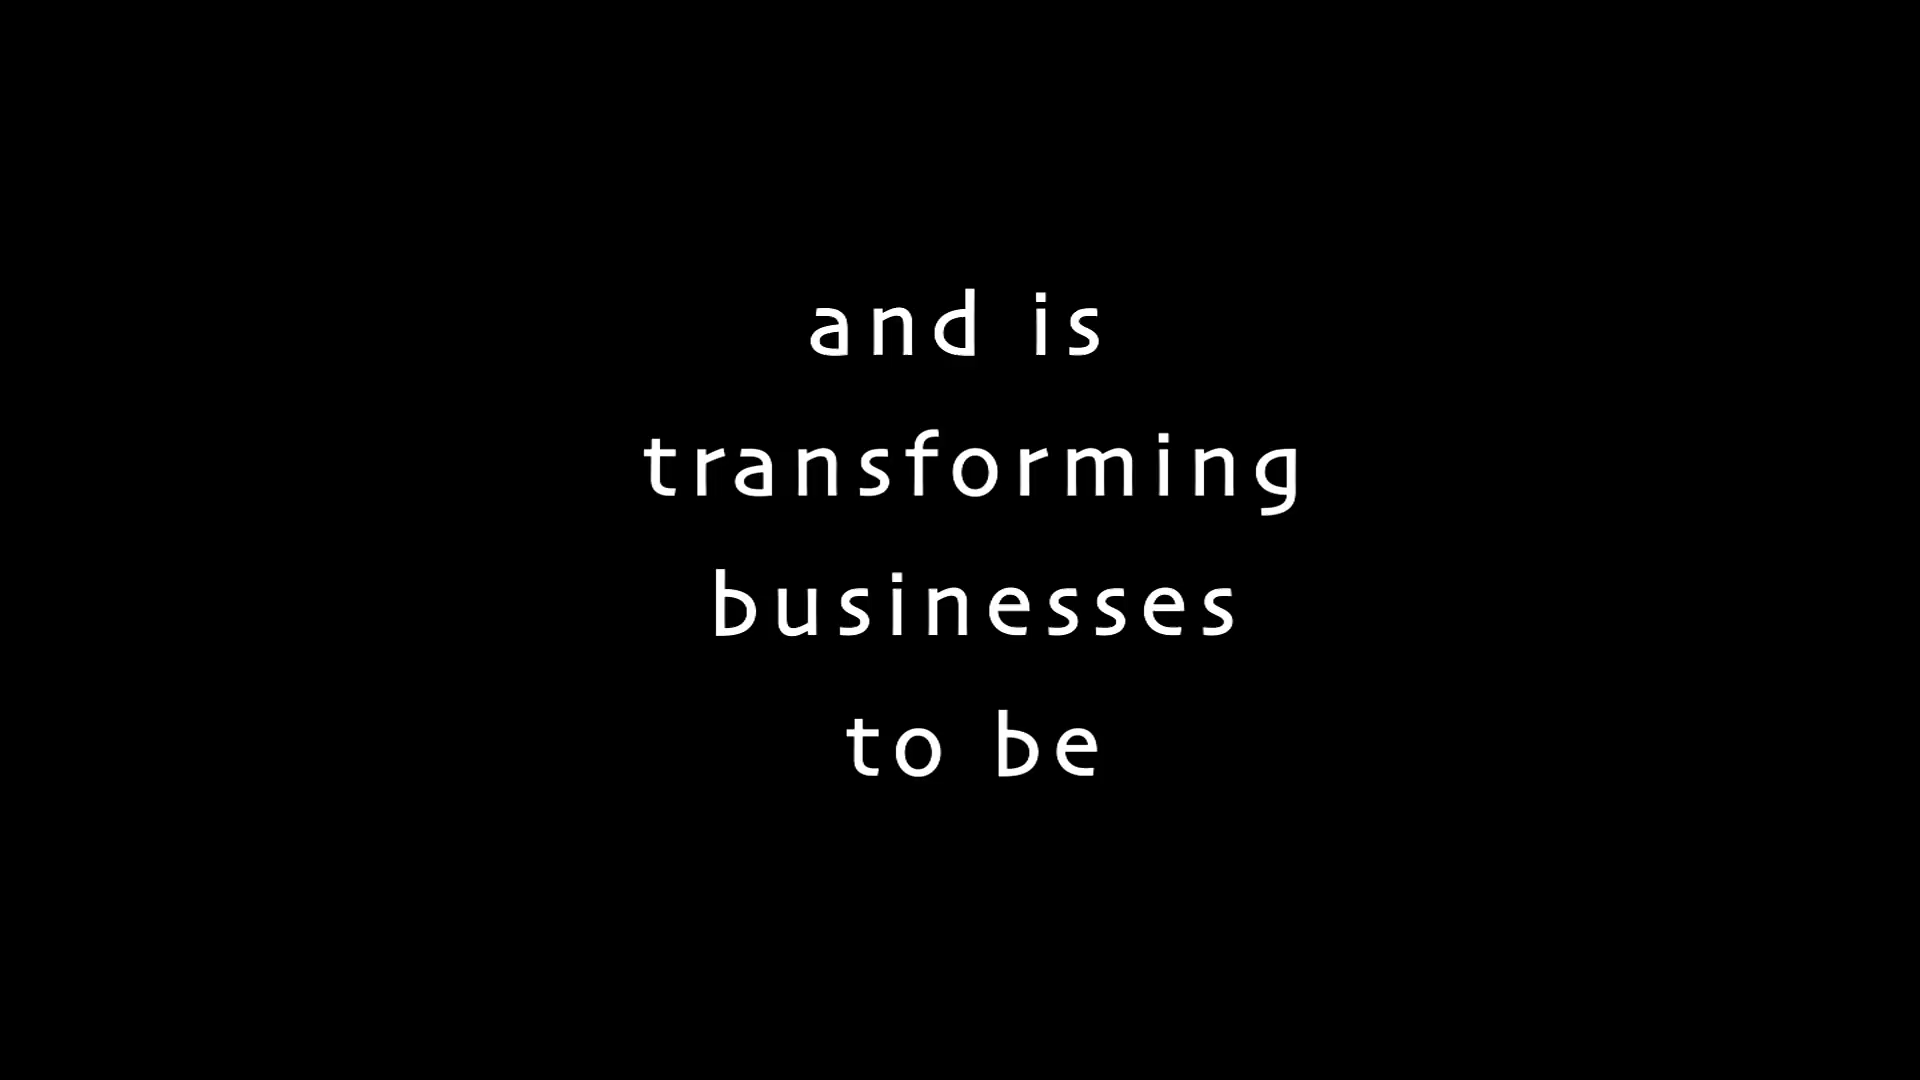 and is
transforming
businesses
to be